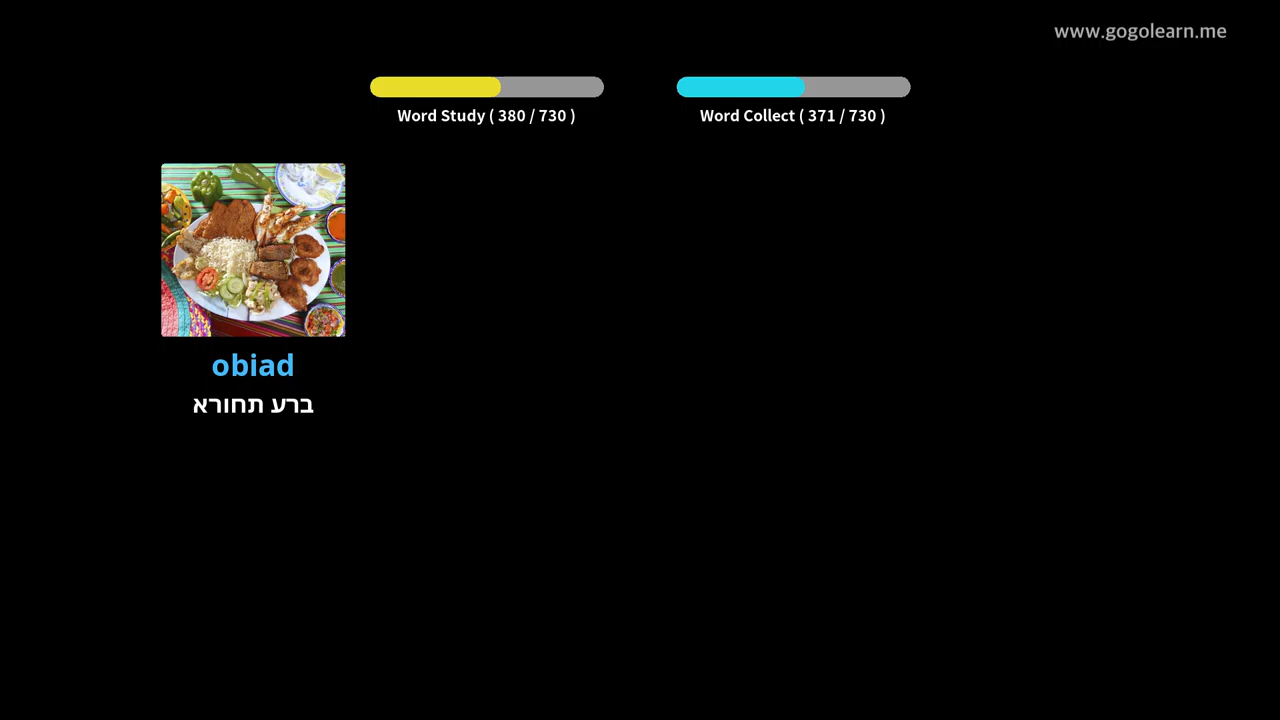 www.gogolearn.me
Word Study ( 380 / 730 )
Word Collect ( 371 / 730 )
obiad
ברע תחורא